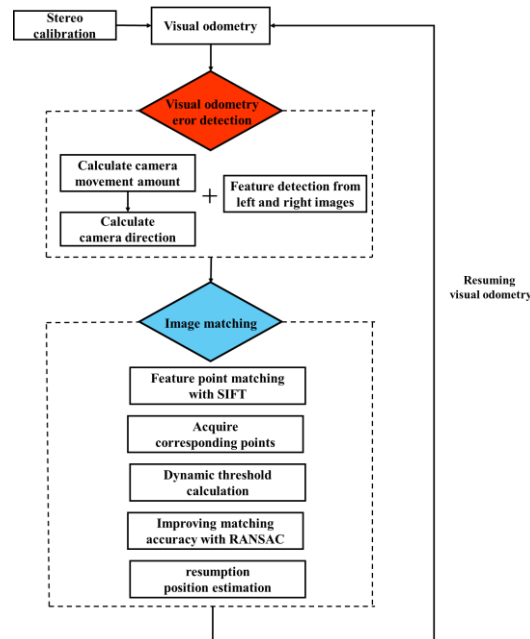 Stereo
calibration
Visual odometry
Visual odometry
eror detection
Calculate camera
movement amount
+
Feature detection from
left and right images
Calculate
camera direction
Resuming
visual odometry
Image matching
Feature point matching
with SIFT
Acquire
corresponding points
Dynamic threshold
calculation
Improving matching
accuracy with RANSAC
resumption
position estimation